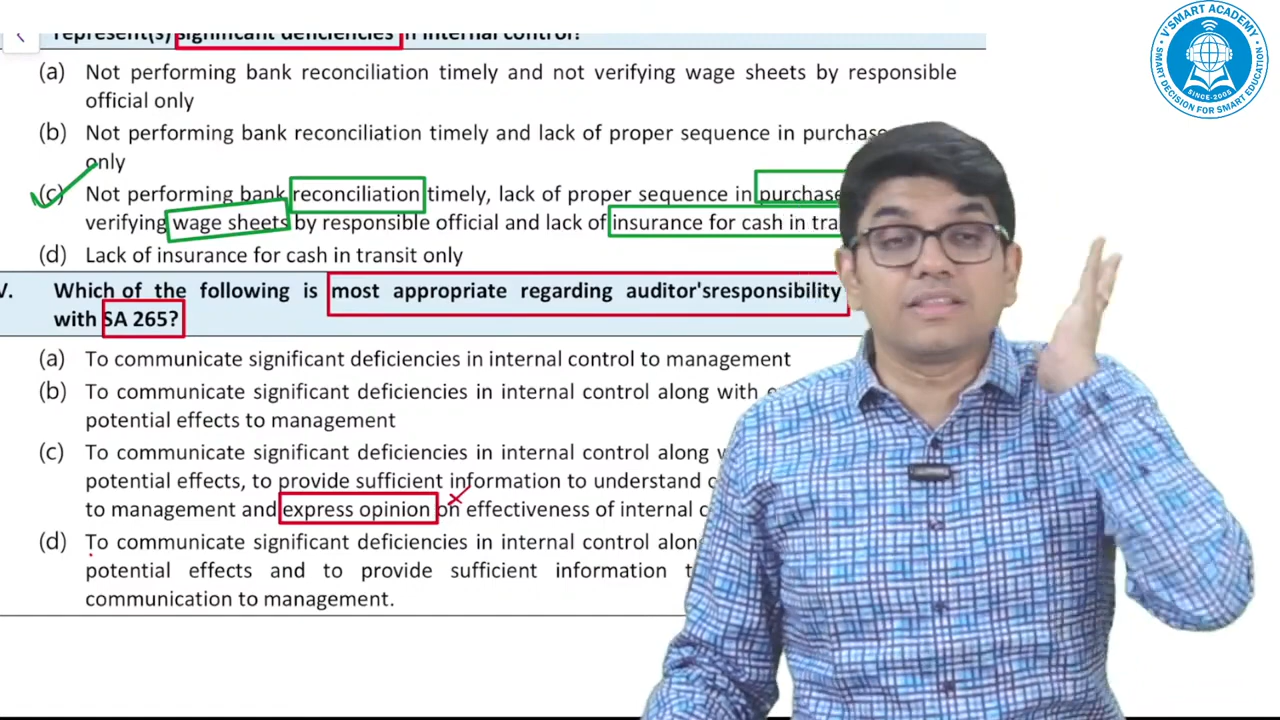 represent(s) significant deficiencies in internal control?
(a) Not performing bank reconciliation timely and not verifying wage sheets by responsible
official only
(b) Not performing bank reconciliation timely and lack of proper sequence in purchase
only
(c) Not performing bank reconciliation timely, lack of proper sequence in purchase
verifying wage sheets by responsible official and lack of insurance for cash in
(d) Lack of insurance for cash in transit only
V. Which of the following is most appropriate regarding auditor'sresponsibility
with SA 265?
(a) To communicate significant deficiencies in internal control to management
(b) To communicate significant deficiencies in internal control along with
potential effects to management
(c) To communicate significant deficiencies in internal control along
potential effects, to provide sufficient information to understand
to management and express opinion on effectiveness of internal
(d) To communicate significant deficiencies in internal control
potential effects and to provide sufficient information
communication to management.
V'SMART ACADEMY
SINCE-2005
SMART DECISION FOR SMART EDUCATION